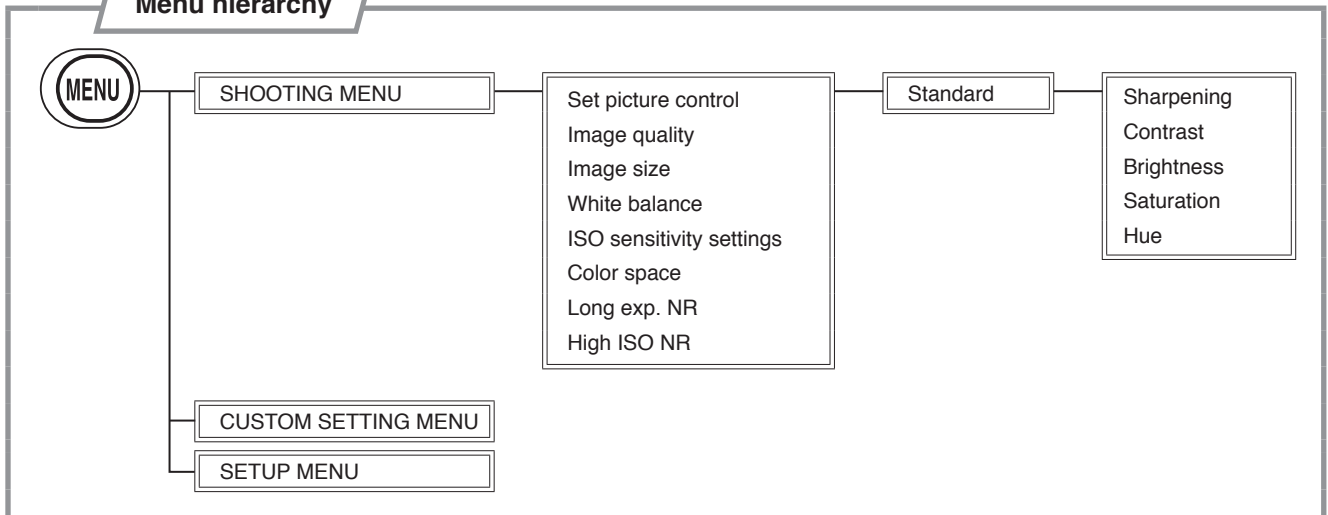 Menu hierarchy
MENU
SHOOTING MENU
Set picture control
Image quality
Image size
White balance
ISO sensitivity settings
Color space
Long exp. NR
High ISO NR
Standard
Sharpening
Contrast
Brightness
Saturation
Hue
CUSTOM SETTING MENU
SETUP MENU